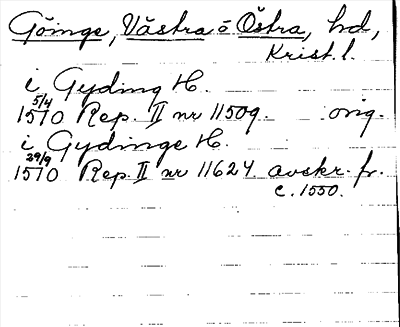 Göinge, Västra o Östra, hd,
Krist. l.
i Gyding H.
5/4
1510 Rep. II nr 11509. orig.
i Gydinge H.
29/9
1510 Rep. II nr 11624. avskr. fr.
c. 1550.